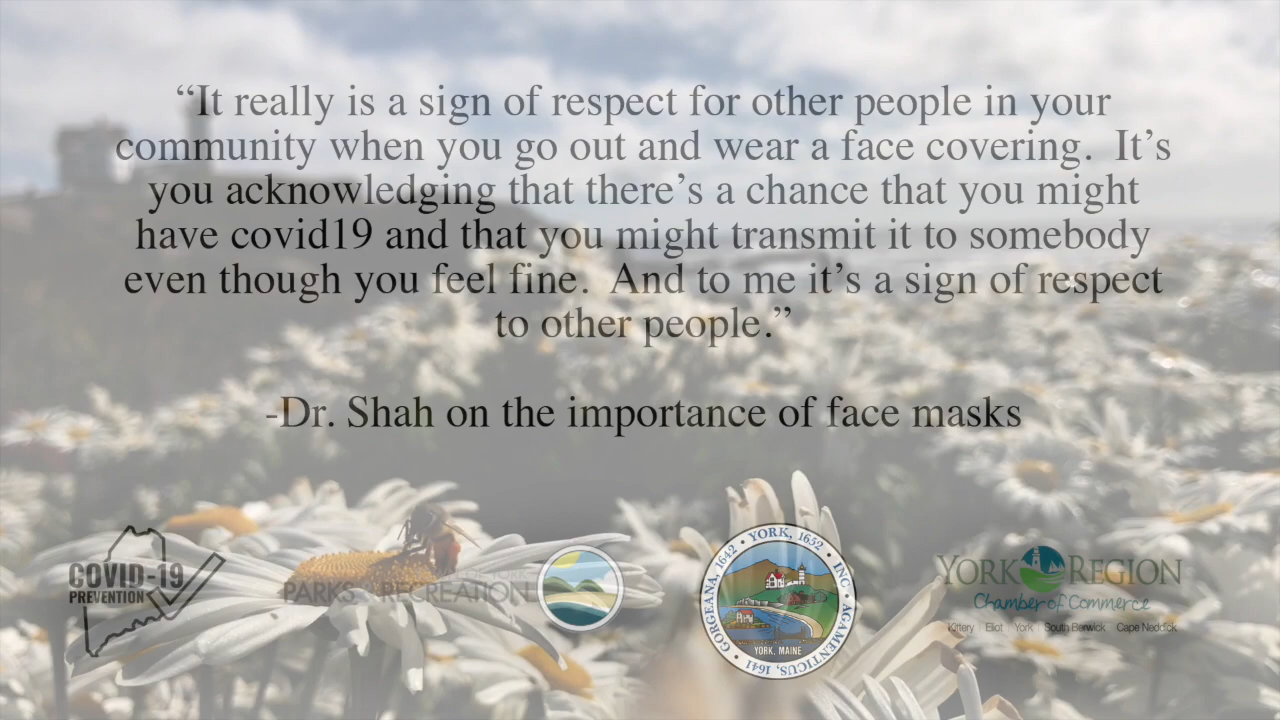 “It really is a sign of respect for other people in your
community when you go out and wear a face covering.  It’s
you acknowledging that there’s a chance that you might
have covid19 and that you might transmit it to somebody
even though you feel fine.  And to me it’s a sign of respect
to other people.”
-Dr. Shah on the importance of face masks
COVID-19
PREVENTION
PARKS & RECREATION
GORGEANA, 1642 • YORK, 1652 • INC • AGAMENTICUS, 1641 •
YORK, MAINE
YORK REGION
Chamber of Commerce
Kittery Eliot York South Berwick Cape Neddick